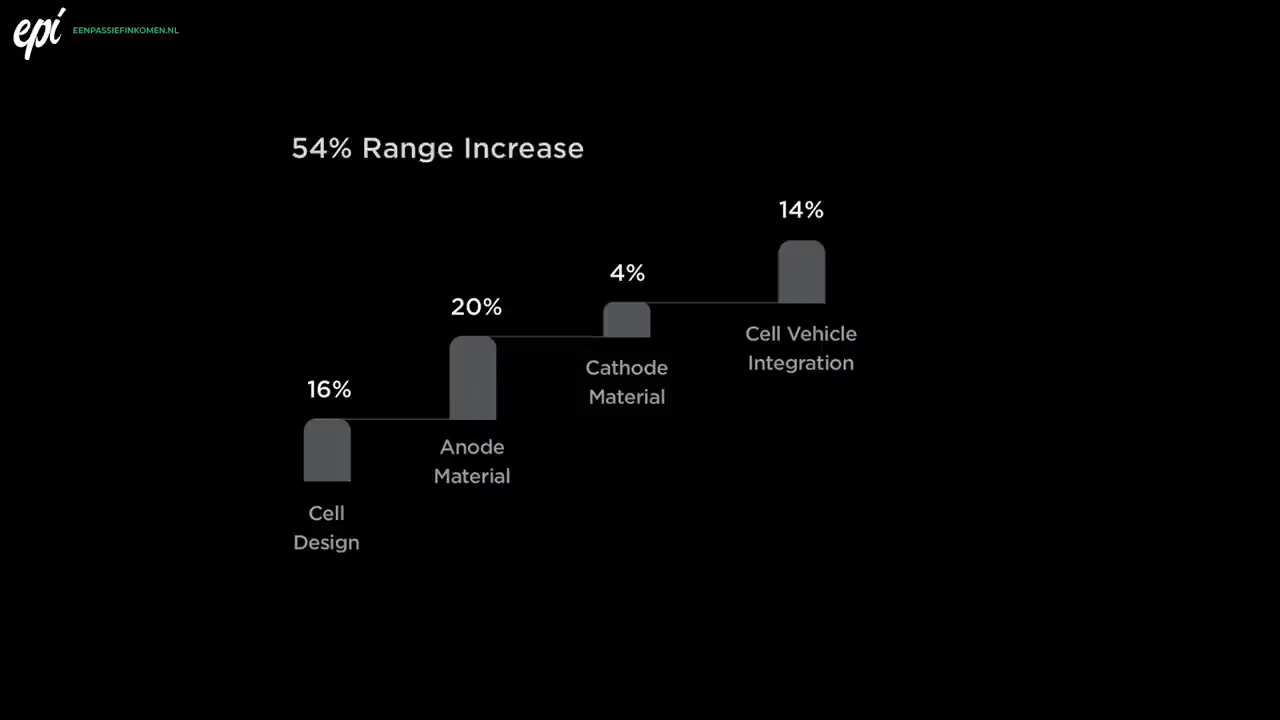 epi EENPASSIEFINKOMEN.NL
54% Range Increase
16%
Cell
Design
20%
Anode
Material
4%
Cathode
Material
14%
Cell Vehicle
Integration